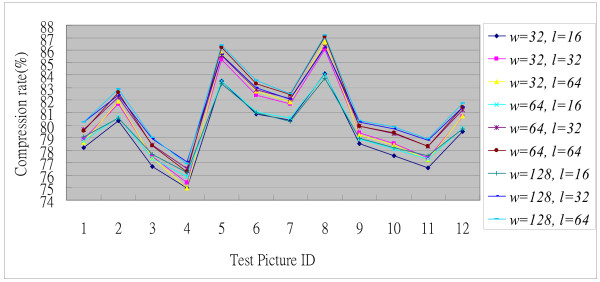 Compression rate(%)
88
87
86
85
84
83
82
81
80
79
78
77
76
75
74
1 2 3 4 5 6 7 8 9 10 11 12
Test Picture ID
w=32, l=16
w=32, l=32
w=32, l=64
w=64, l=16
w=64, l=32
w=64, l=64
w=128, l=16
w=128, l=32
w=128, l=64